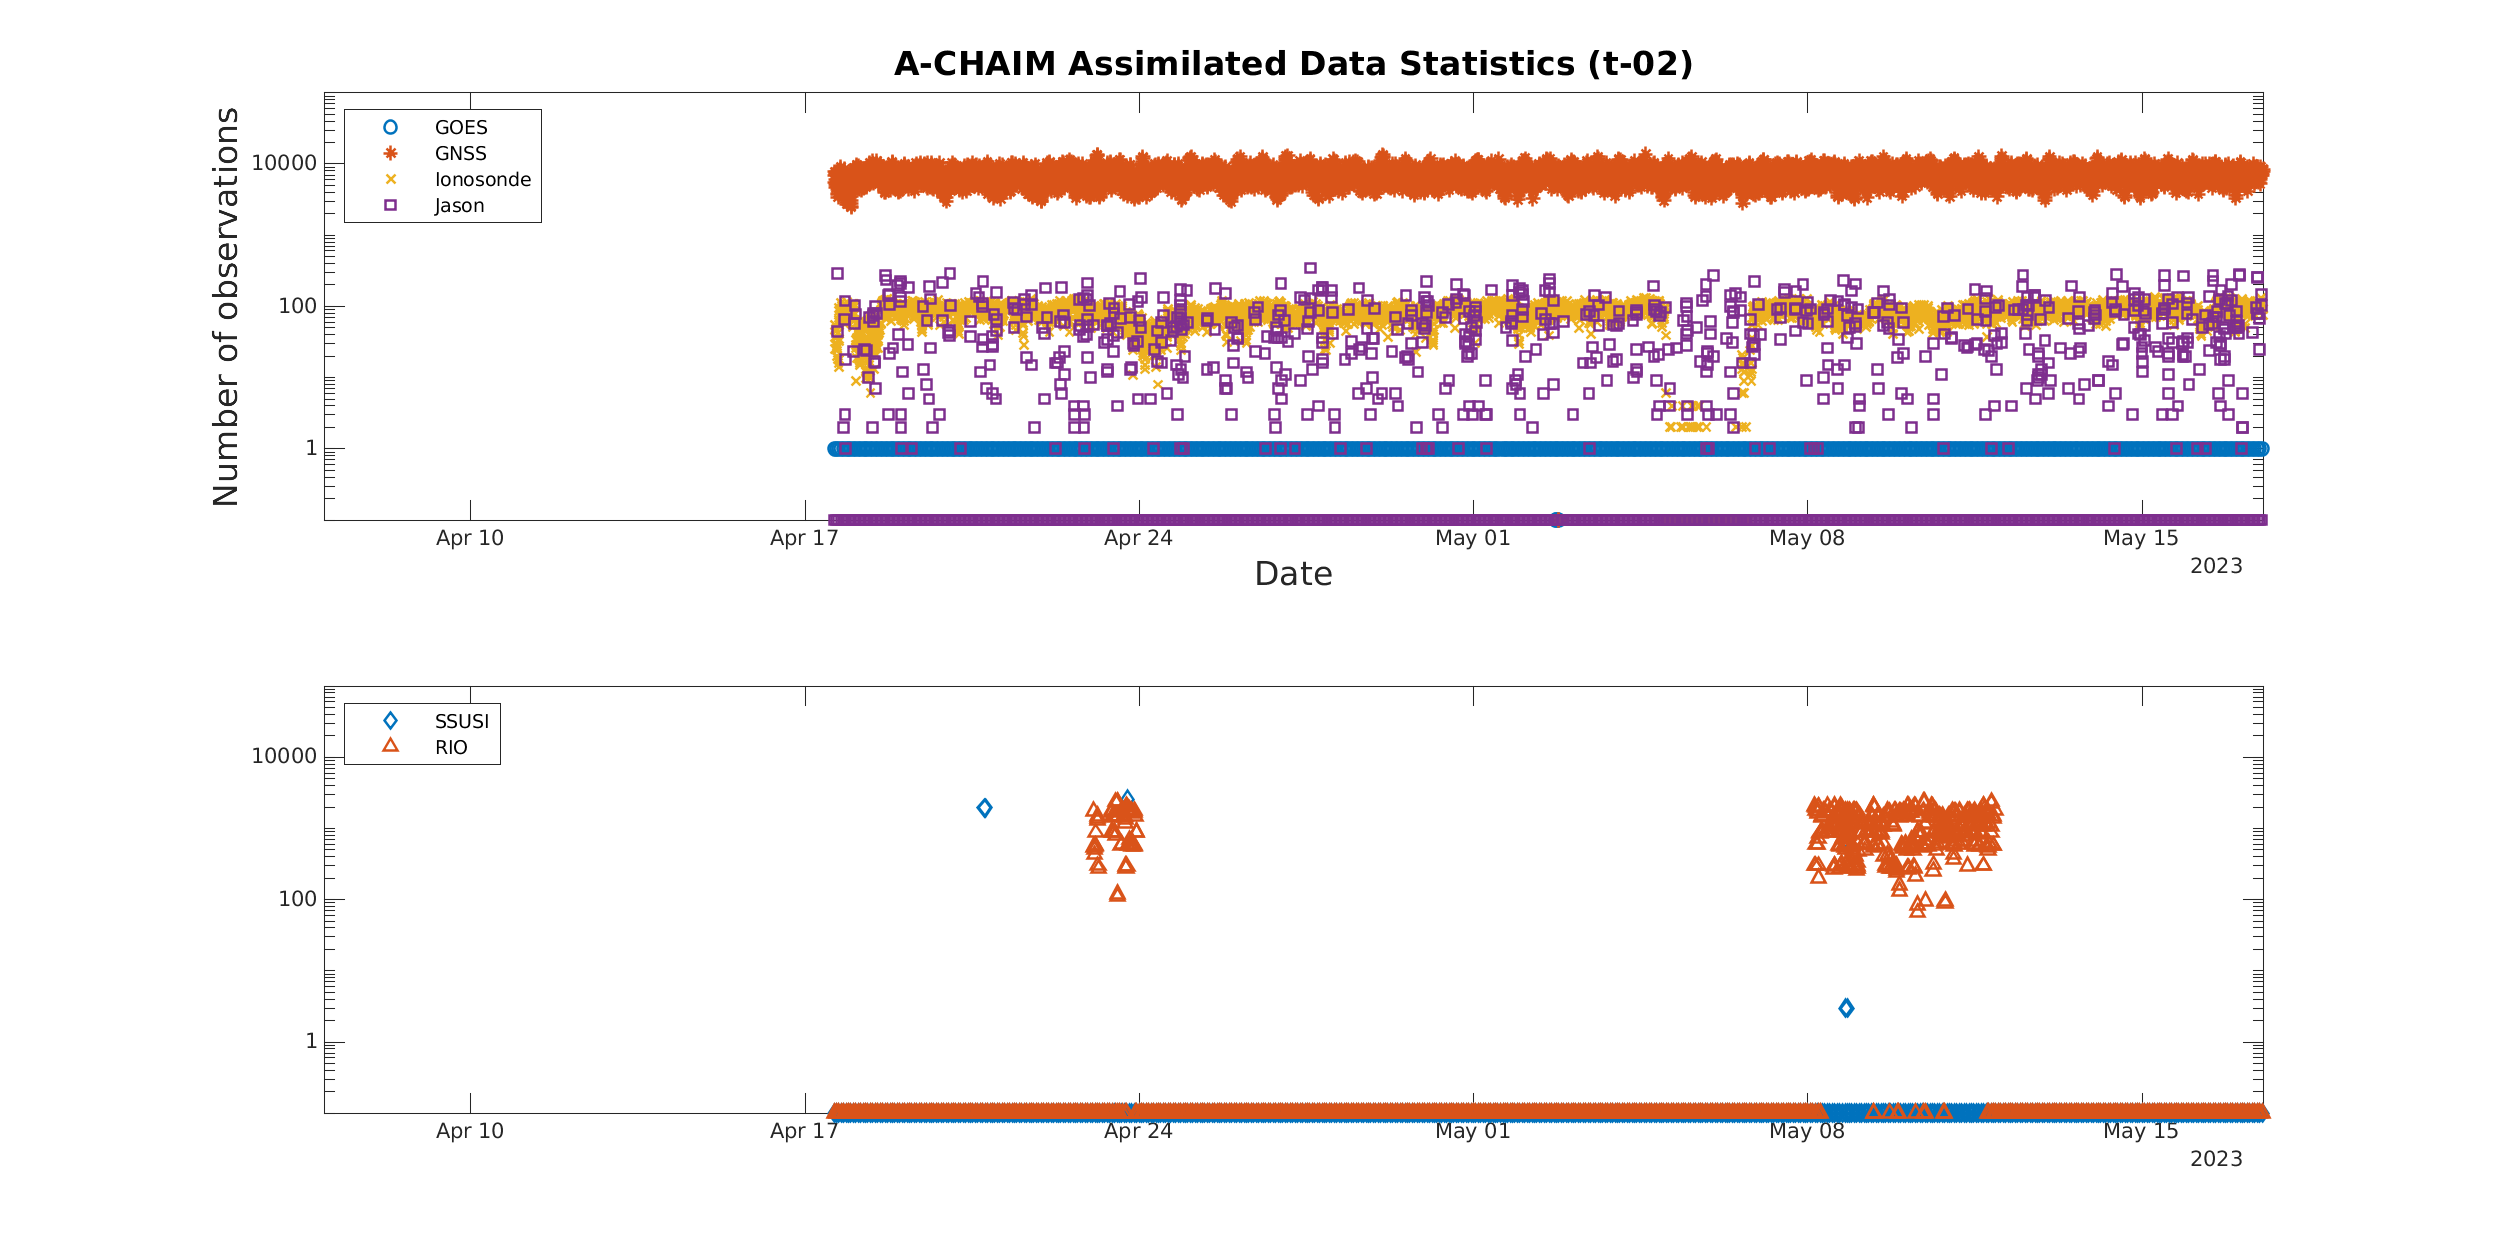 A-CHAIM Assimilated Data Statistics (t-02)
Number of observations
GOES
GNSS
Ionosonde
Jason
10000
100
1
Apr 10 Apr 17 Apr 24 May 01 May 08 May 15
2023
Date
SSUSI
RIO
10000
100
1
Apr 10 Apr 17 Apr 24 May 01 May 08 May 15
2023